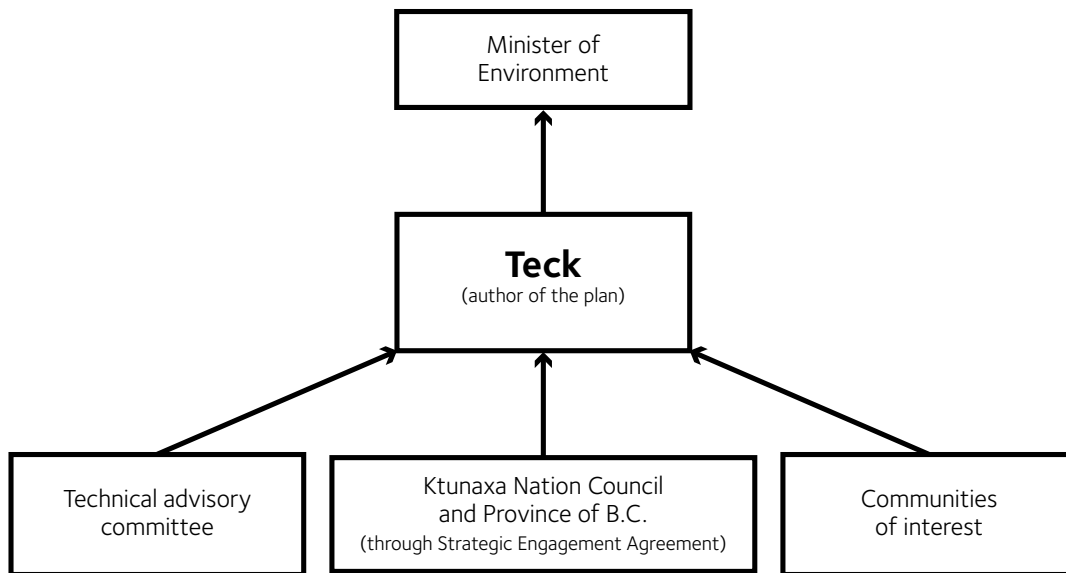 Minister of
Environment
Teck
(author of the plan)
Technical advisory
committee
Ktunaxa Nation Council
and Province of B.C.
(through Strategic Engagement Agreement)
Communities
of interest